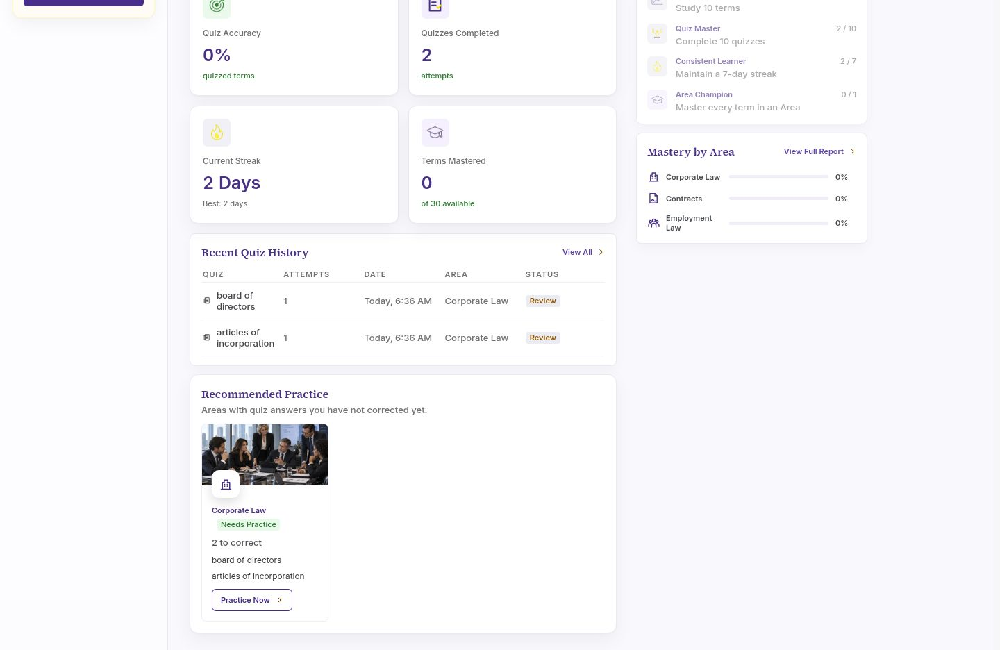 Quiz Accuracy
0%
quizzed terms
Quizzes Completed
2
attempts
Current Streak
2 Days
Best: 2 days
Terms Mastered
0
of 30 available
Recent Quiz History
View All
QUIZ ATTEMPTS DATE AREA STATUS
board of
directors
1 Today, 6:36 AM Corporate Law Review
articles of
incorporation
1 Today, 6:36 AM Corporate Law Review
Recommended Practice
Areas with quiz answers you have not corrected yet.
Corporate Law
Needs Practice
2 to correct
board of directors
articles of incorporation
Practice Now
Study 10 terms
Quiz Master 2 / 10
Complete 10 quizzes
Consistent Learner 2 / 7
Maintain a 7-day streak
Area Champion 0 / 1
Master every term in an Area
Mastery by Area
View Full Report
Corporate Law 0%
Contracts 0%
Employment
Law
0%